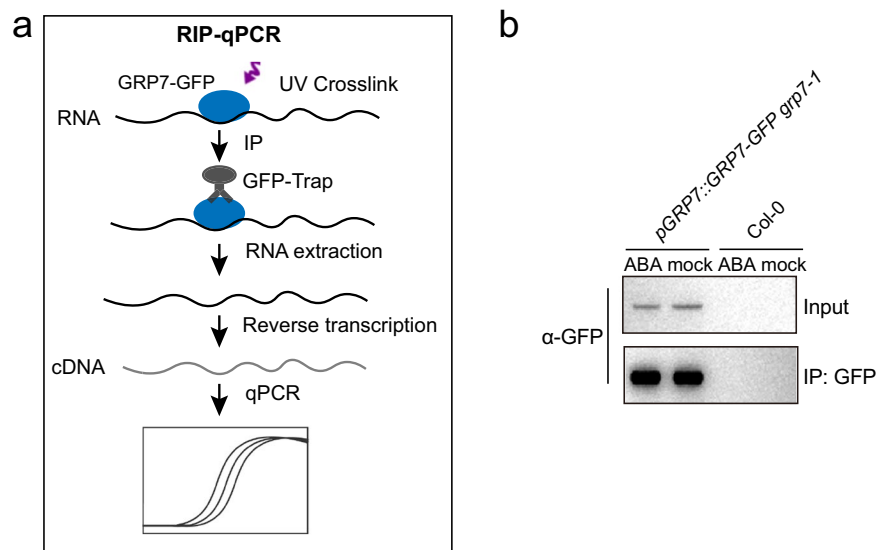 a
RIP-qPCR
GRP7-GFP
UV Crosslink
RNA
IP
GFP-Trap
RNA extraction
Reverse transcription
cDNA
qPCR
b
pGRP7::GRP7-GFP grp7-1
Col-0
ABA mock ABA mock
Input
α-GFP
IP: GFP